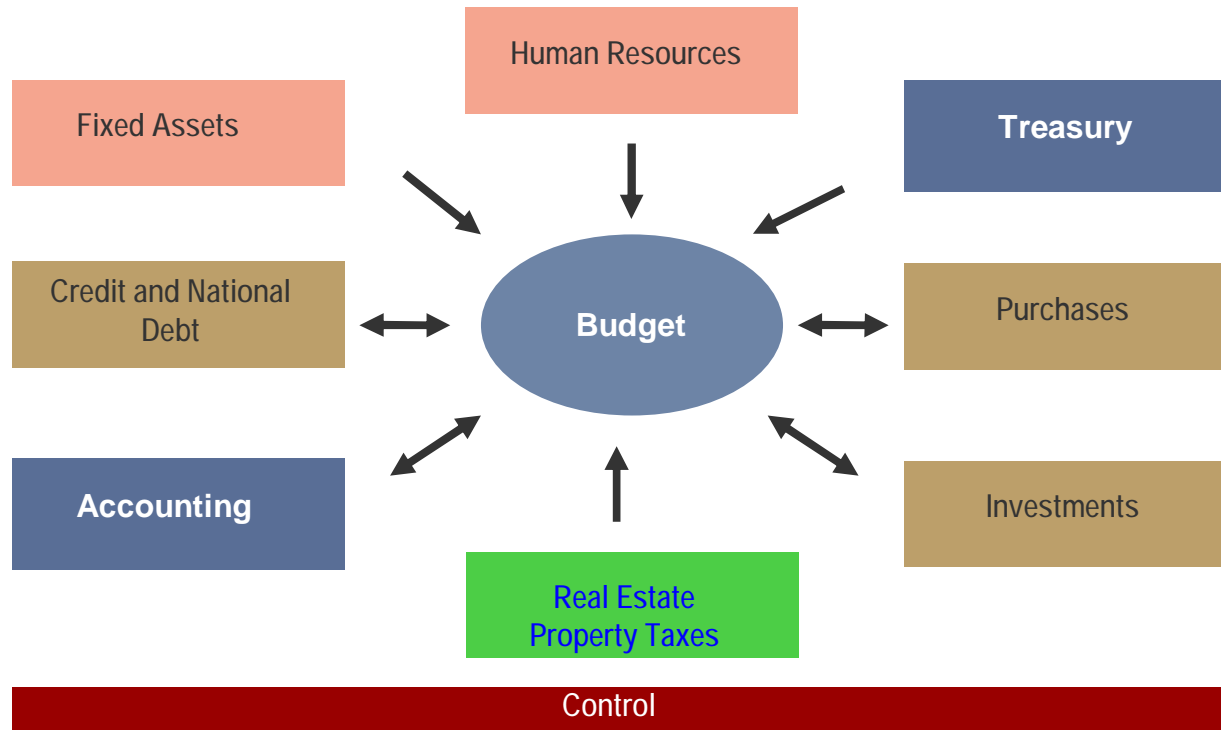 Human Resources
Fixed Assets
Treasury
Credit and National
Debt
Budget
Purchases
Accounting
Investments
Real Estate
Property Taxes
Control